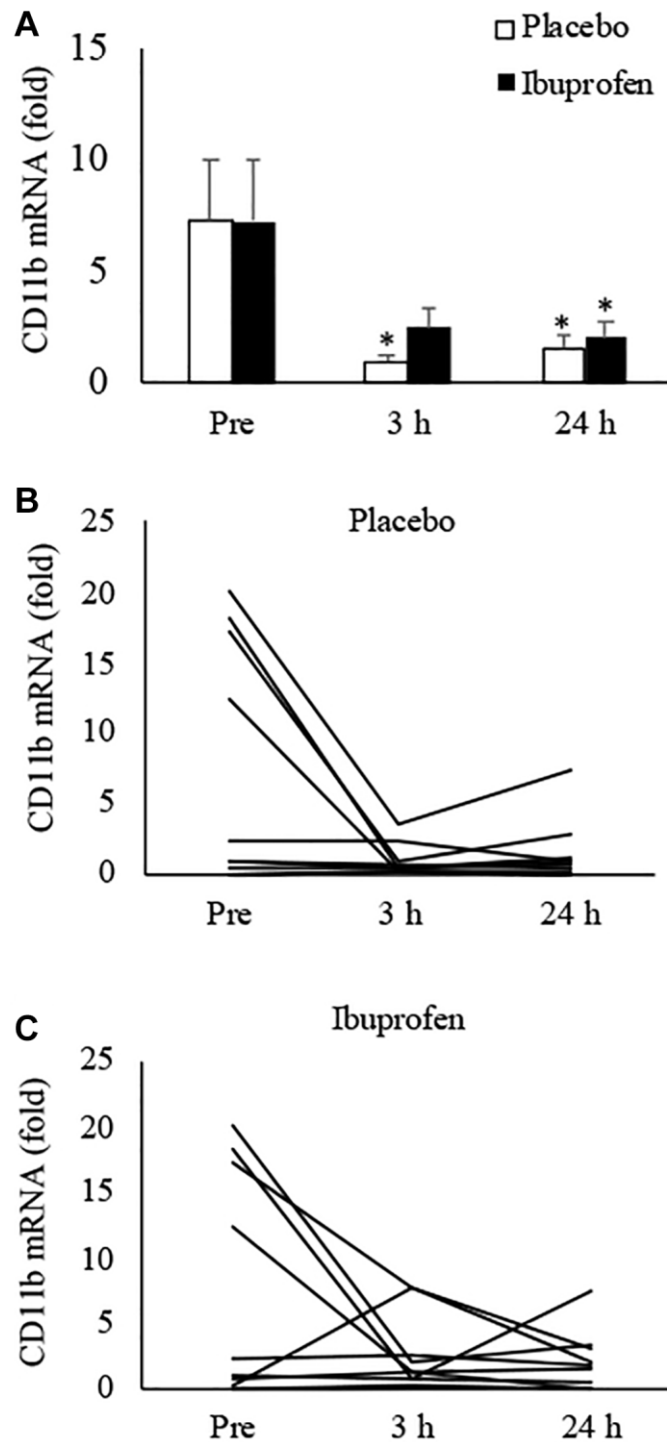 A
Placebo
Ibuprofen
CD11b mRNA (fold)
15
10
5
0
*
*
*
Pre
3 h
24 h
B
Placebo
CD11b mRNA (fold)
25
20
15
10
5
0
Pre
3 h
24 h
C
Ibuprofen
CD11b mRNA (fold)
25
20
15
10
5
0
Pre
3 h
24 h